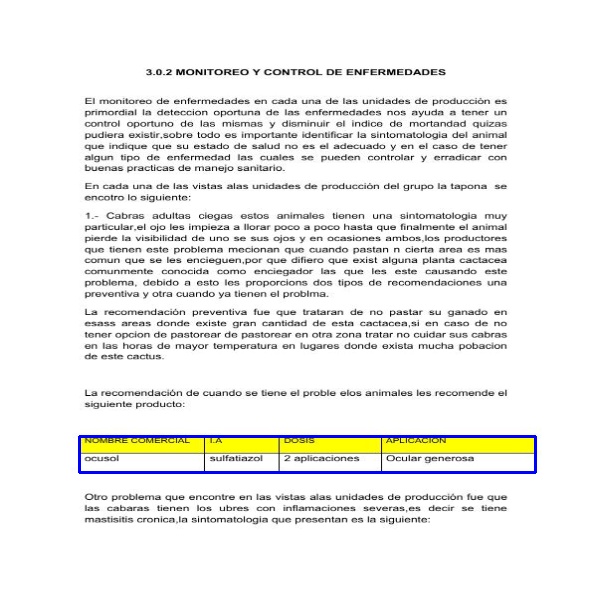 3.0.2 MONITOREO Y CONTROL DE ENFERMEDADES
El monitoreo de enfermedades en cada una de las unidades de producción es
primordial la deteccion oportuna de las enfermedades nos ayuda a tener un
control oportuno de las mismas y disminuir el indice de mortandad quizas
pudiera existir,sobre todo es importante identificar la sintomatologia del animal
que indique que su estado de salud no es el adecuado y en el caso de tener
algun tipo de enfermedad las cuales se pueden controlar y erradicar con
buenas practicas de manejo sanitario.
En cada una de las vistas alas unidades de producción del grupo la tapona se
encotro lo siguiente:
1.- Cabras adultas ciegas estos animales tienen una sintomatologia muy
particular,el ojo les impieza a llorar poco a poco hasta que finalmente el animal
pierde la visibilidad de uno se sus ojos y en ocasiones ambos,los productores
que tienen este problema mecionan que cuando pastan n cierta area es mas
comun que se les encieguen,por que difiero que exist alguna planta cactacea
comunmente conocida como enciegador las que les este causando este
problema, debido a esto les proporcions dos tipos de recomendaciones una
preventiva y otra cuando ya tienen el problma.
La recomendación preventiva fue que trataran de no pastar su ganado en
esass areas donde existe gran cantidad de esta cactacea,si en caso de no
tener opcion de pastorear de pastorear en otra zona tratar no cuidar sus cabras
en las horas de mayor temperatura en lugares donde exista mucha pobacion
de este cactus.
La recomendación de cuando se tiene el proble elos animales les recomende el
siguiente producto:
NOMBRE COMERCIAL I.A DOSIS APLICACIÓN
ocusol sulfatiazol 2 aplicaciones Ocular generosa
Otro problema que encontre en las vistas alas unidades de producción fue que
las cabaras tienen los ubres con inflamaciones severas,es decir se tiene
mastisitis cronica,la sintomatologia que presentan es la siguiente: